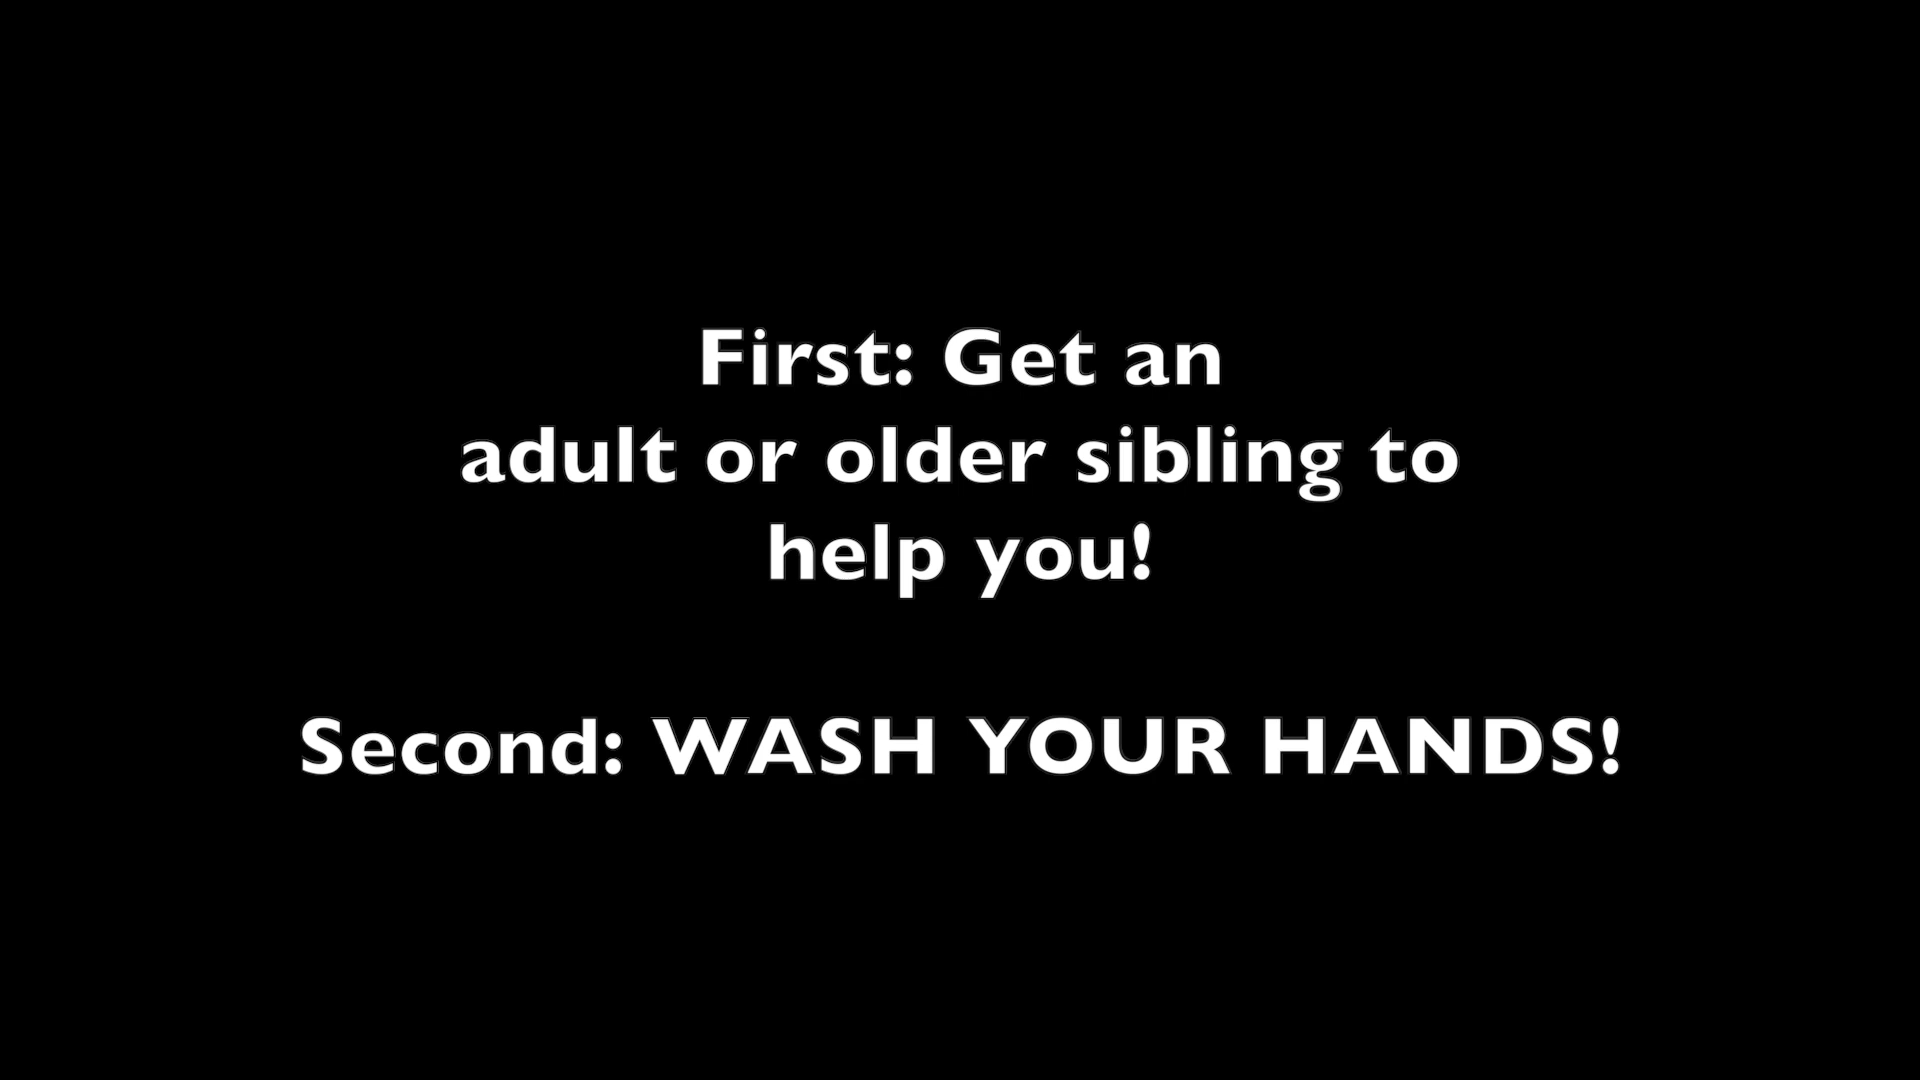 First: Get an
adult or older sibling to
help you!
Second: WASH YOUR HANDS!